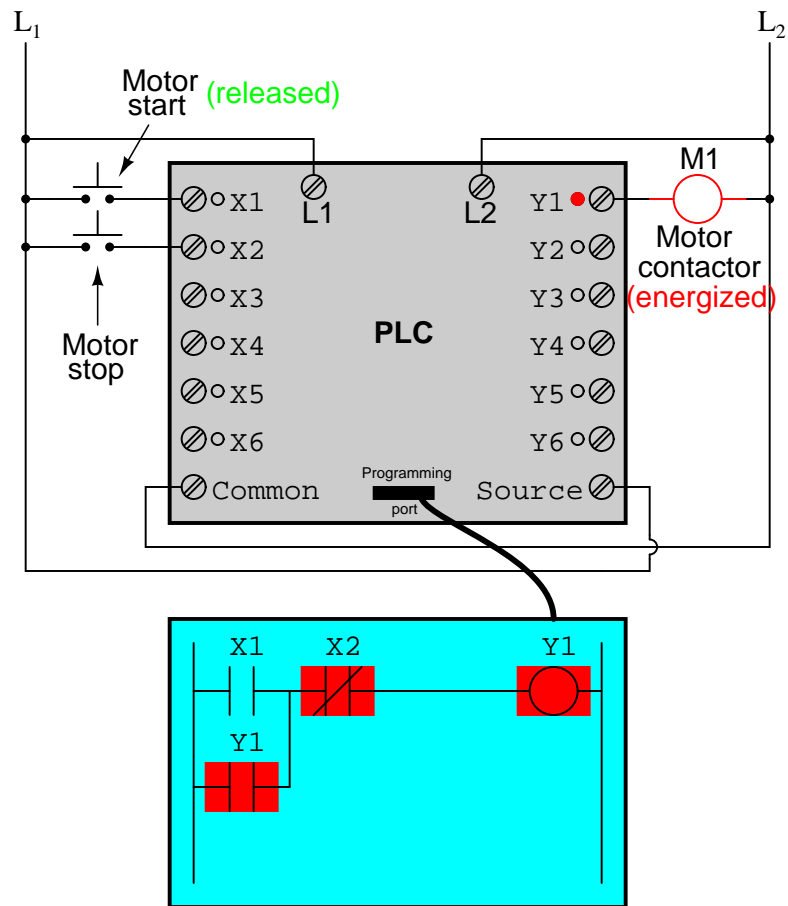 L1
L2
Motor
start
(released)
M1
X1
L1
L2
Y1
X2
Y2
Motor
contactor
(energized)
X3
Y3
Motor
stop
X4
PLC
Y4
X5
Y5
X6
Y6
Common
Programming
port
Source
X1
X2
Y1
Y1